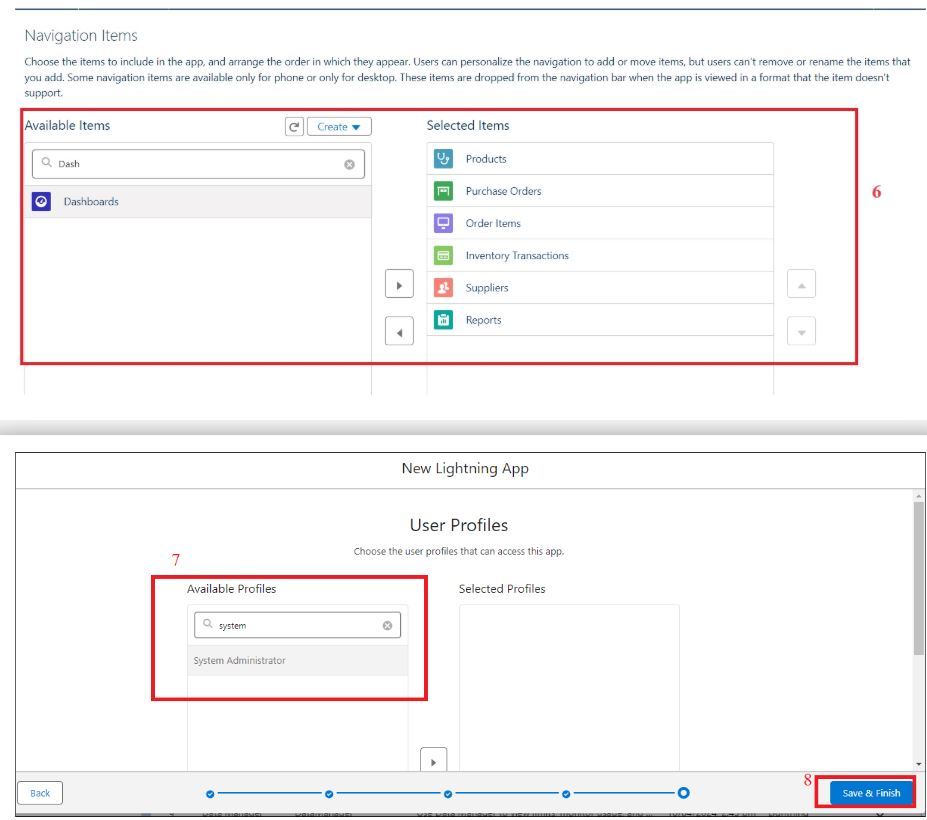 Navigation Items
Choose the items to include in the app, and arrange the order in which they appear. Users can personalize the navigation to add or move items, but users can't remove or rename the items that
you add. Some navigation items are available only for phone or only for desktop. These items are dropped from the navigation bar when the app is viewed in a format that the item doesn't
support.
Available Items
Create
Selected Items
Dash
Dashboards
Products
Purchase Orders
Order Items
Inventory Transactions
Suppliers
Reports
6
New Lightning App
User Profiles
Choose the user profiles that can access this app.
7
Available Profiles
Selected Profiles
system
System Administrator
Back
8
Save & Finish